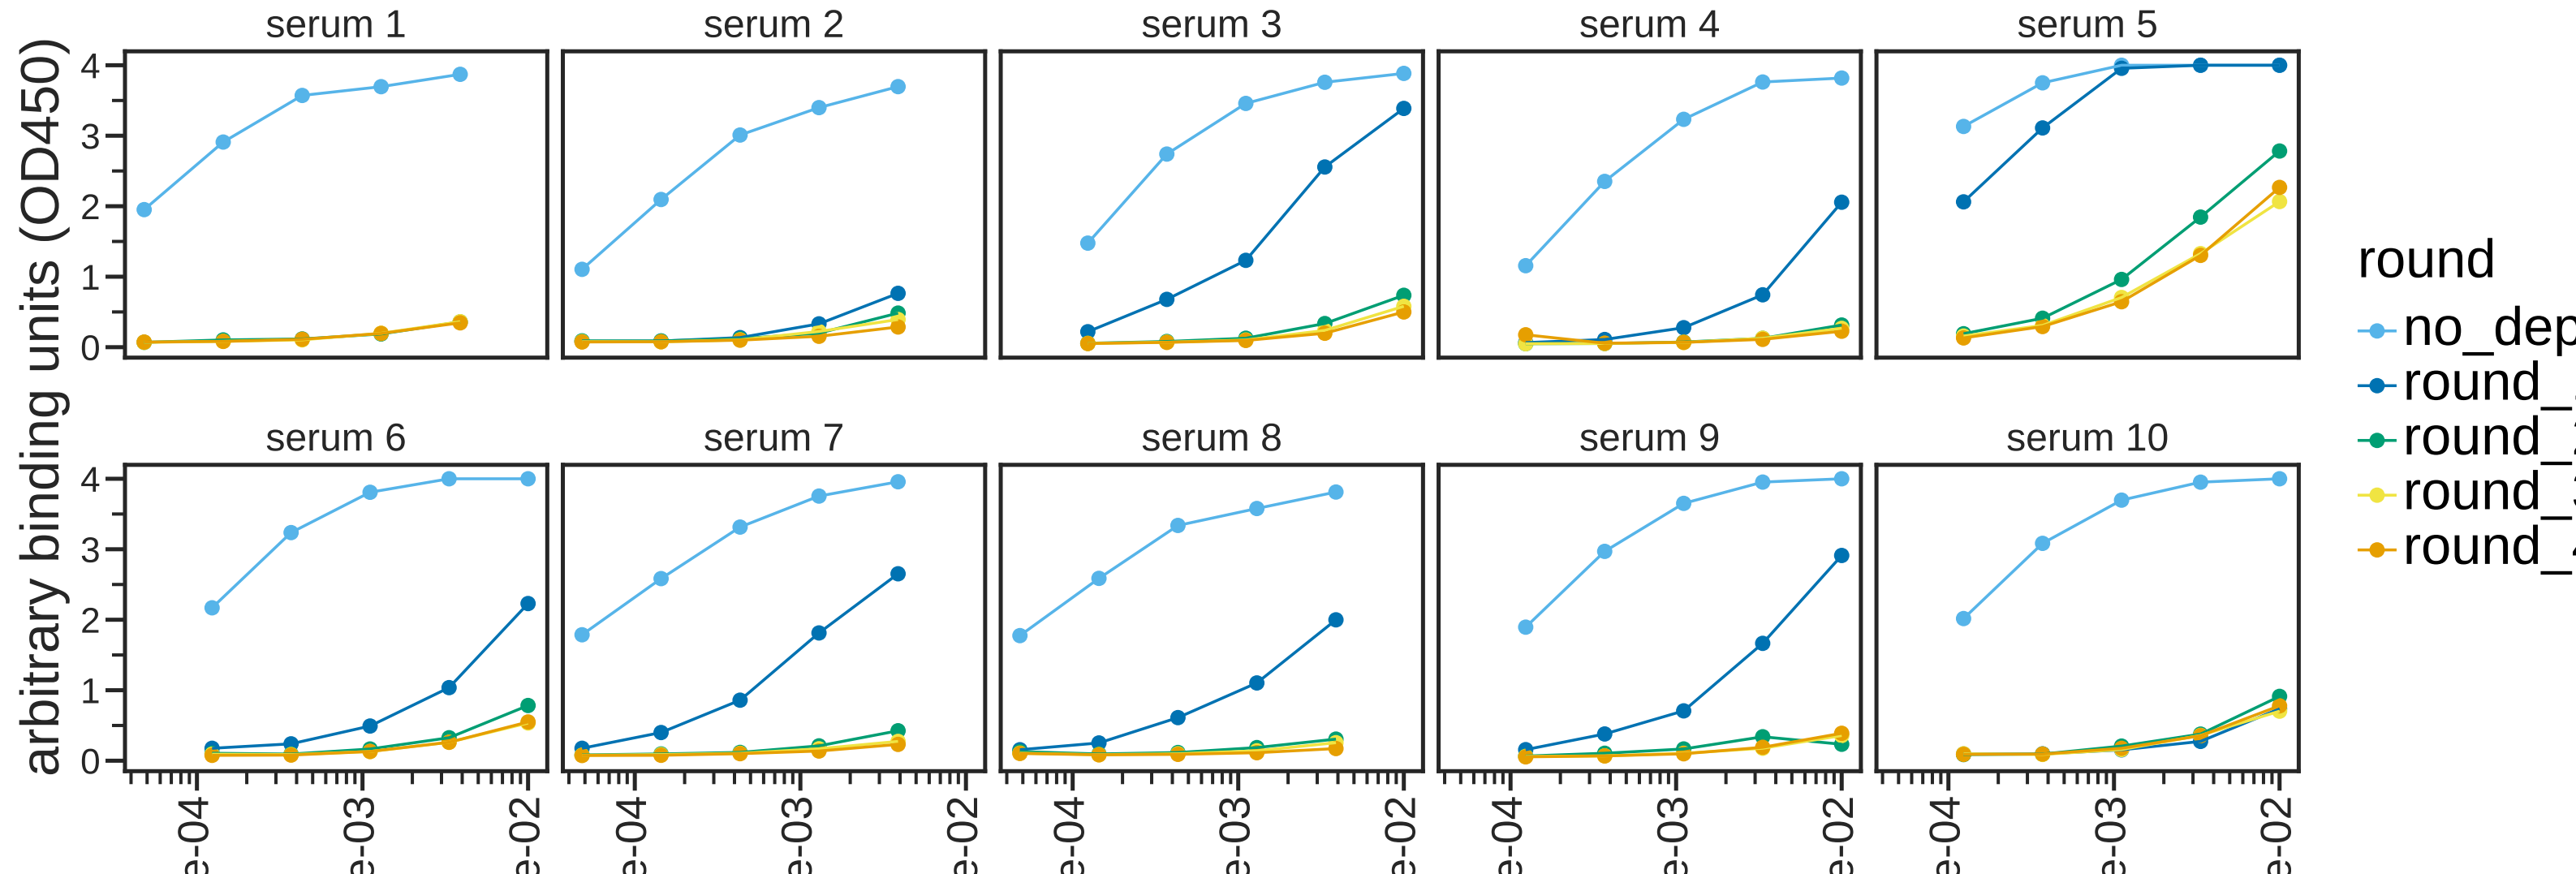 serum 1 serum 2 serum 3 serum 4 serum 5
arbitrary binding units (OD450)
4
3
2
1
0
round
no_dep
round_
round_
round_
round_
serum 6 serum 7 serum 8 serum 9 serum 10
4
3
2
1
0
e-04 e-03 e-02 e-04 e-03 e-02 e-04 e-03 e-02 e-04 e-03 e-02 e-04 e-03 e-02